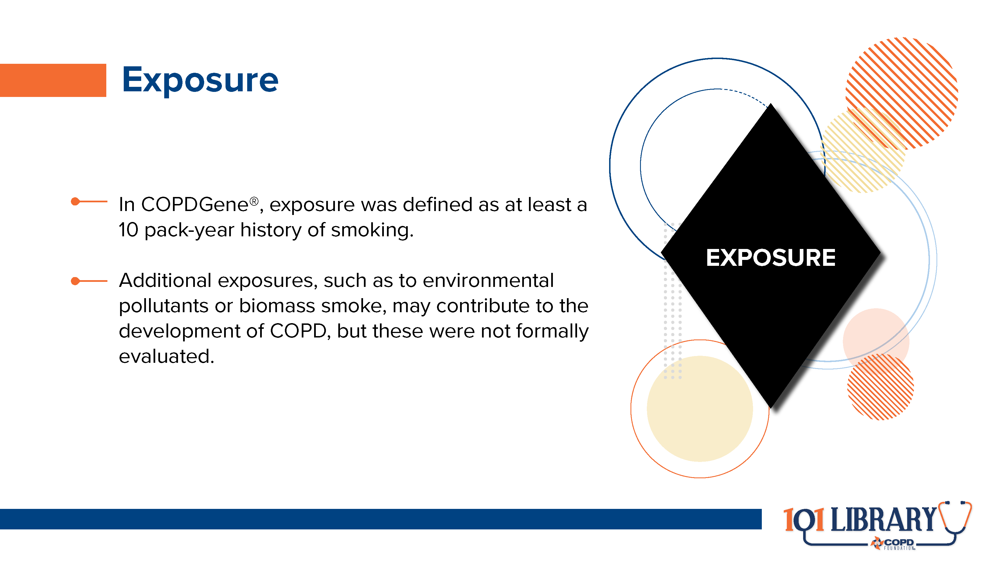 Exposure
In COPDGene®, exposure was defined as at least a
10 pack-year history of smoking.
Additional exposures, such as to environmental
pollutants or biomass smoke, may contribute to the
development of COPD, but these were not formally
evaluated.
EXPOSURE
101 LIBRARY
COPD
FOUNDATION®